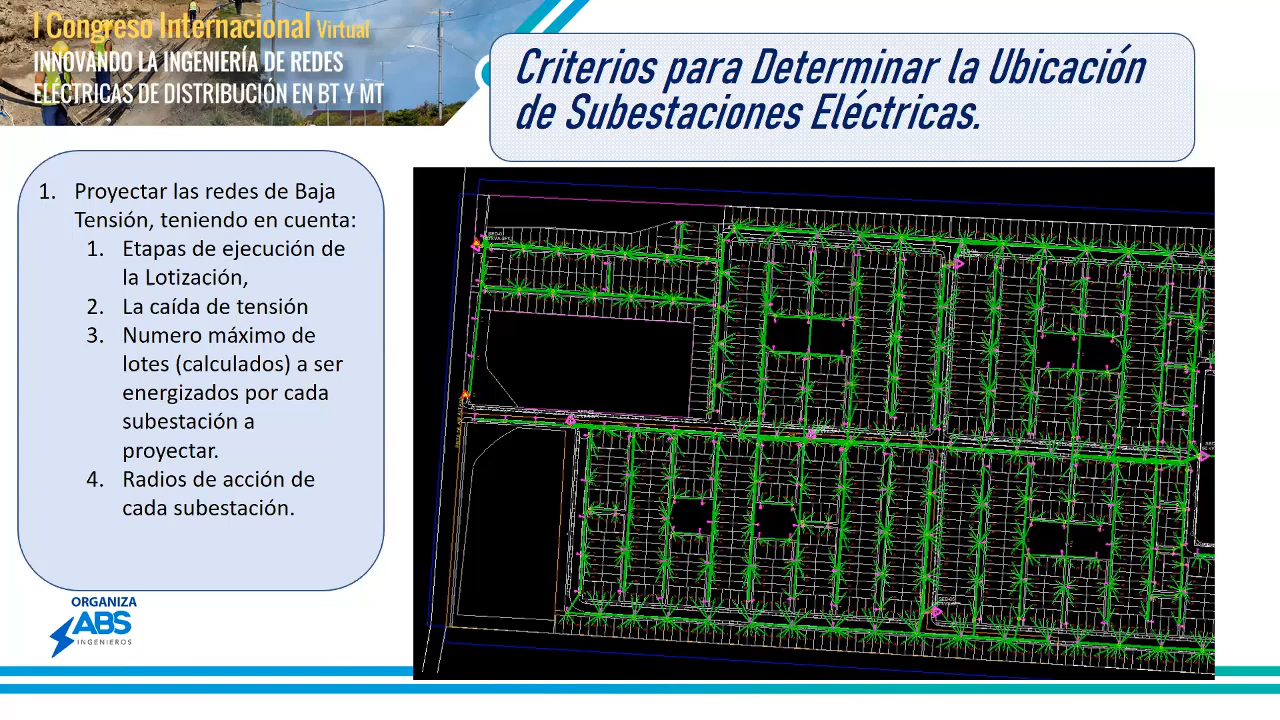 I Congreso Internacional Virtual
INNOVANDO LA INGENIERÍA DE REDES
ELÉCTRICAS DE DISTRIBUCIÓN EN BT Y MT
Criterios para Determinar la Ubicación
de Subestaciones Eléctricas.
1. Proyectar las redes de Baja
Tensión, teniendo en cuenta:
1. Etapas de ejecución de
la Lotización,
2. La caída de tensión
3. Numero máximo de
lotes (calculados) a ser
energizados por cada
subestación a
proyectar.
4. Radios de acción de
cada subestación.
ORGANIZA
ABS
INGENIEROS